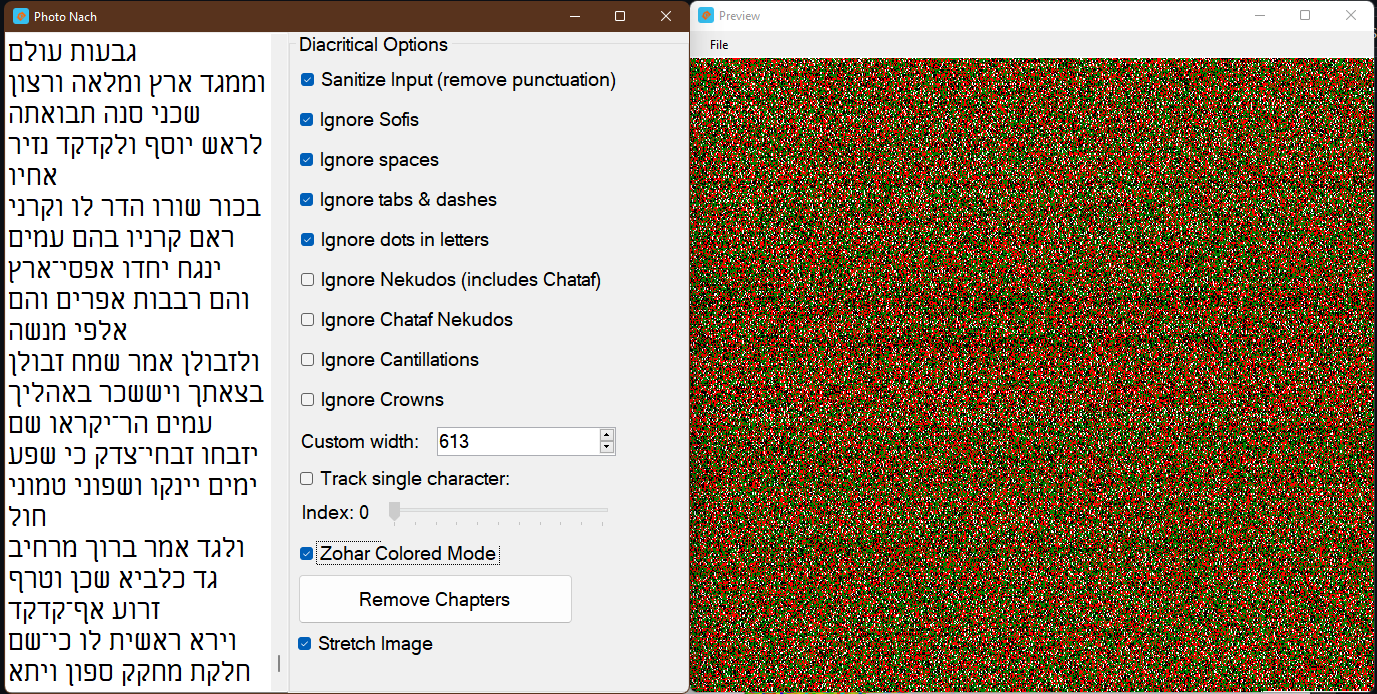 Photo Nach
גבעות עולם
וממגד ארץ ומלאה ורצון
שכני סנה תבואתה
לראש יוסף ולקדקד נזיר
אחיו
בכור שורו הדר לו וקרני
ראם קרניו בהם עמים
ינגח יחדו אפסי־ארץ
והם רבבות אפרים והם
אלפי מנשה
ולזבולן אמר שמח זבולן
בצאתך ויששכר באהליך
עמים הר־יקראו שם
יזבחו זבחי־צדק כי שפע
ימים יינקו ושפוני טמוני
חול
ולגד אמר ברוך מרחיב
גד כלביא שכן וטרף
זרוע אף־קדקד
וירא ראשית לו כי־שם
חלקת מחקק ספון ויתא
Diacritical Options
Sanitize Input (remove punctuation)
Ignore Sofis
Ignore spaces
Ignore tabs & dashes
Ignore dots in letters
Ignore Nekudos (includes Chataf)
Ignore Chataf Nekudos
Ignore Cantillations
Ignore Crowns
Custom width: 613
Track single character:
Index: 0
Zohar Colored Mode
Remove Chapters
Stretch Image
Preview
File